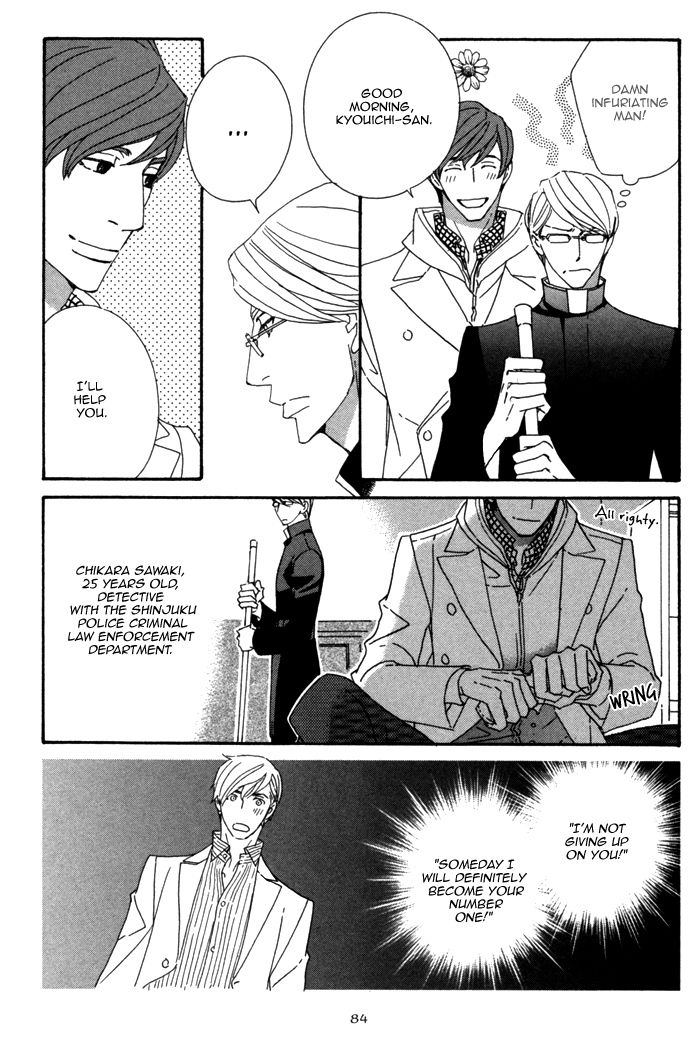 DAMN
INFURIATING
MAN!
GOOD
MORNING,
KYOUICHI-SAN.
...
I'LL
HELP
YOU.
All righty.
WRING
CHIKARA SAWAKI,
25 YEARS OLD,
DETECTIVE
WITH THE SHINJUKU
POLICE CRIMINAL
LAW ENFORCEMENT
DEPARTMENT.
"I'M NOT
GIVING UP
ON YOU!"
"SOMEDAY I
WILL DEFINITELY
BECOME YOUR
NUMBER
ONE!"
84